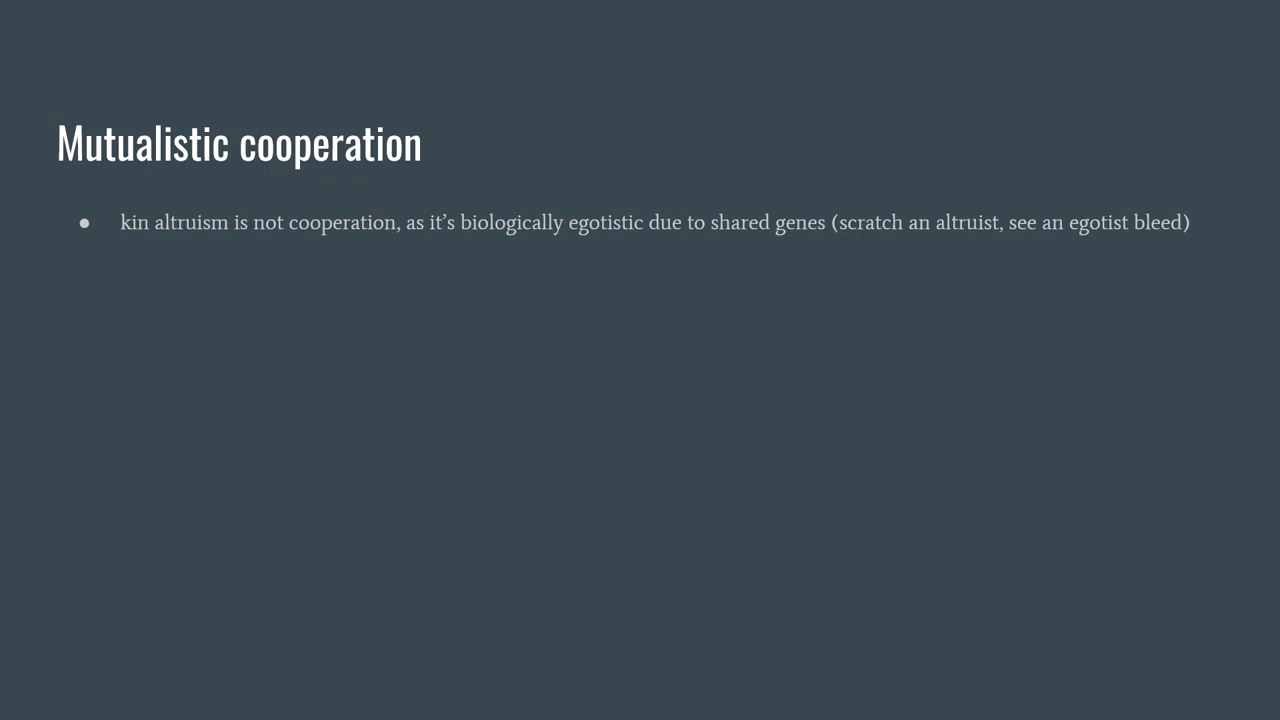 Mutualistic cooperation
● kin altruism is not cooperation, as it’s biologically egotistic due to shared genes (scratch an altruist, see an egotist bleed)